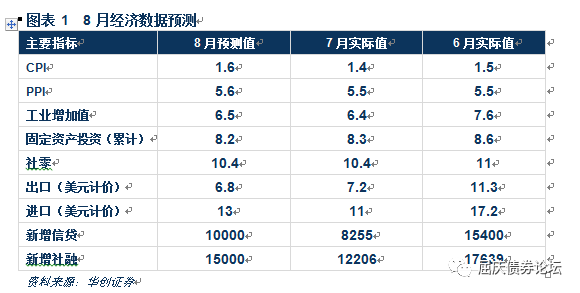 图表 1 8 月经济数据预测
主要指标 8 月预测值 7 月实际值 6 月实际值
CPI 1.6 1.4 1.5
PPI 5.6 5.5 5.5
工业增加值 6.5 6.4 7.6
固定资产投资（累计） 8.2 8.3 8.6
社零 10.4 10.4 11
出口（美元计价） 6.8 7.2 11.3
进口（美元计价） 13 11 17.2
新增信贷 10000 8255 15400
新增社融 15000 12206 17639
资料来源：华创证券
屈庆债券论坛